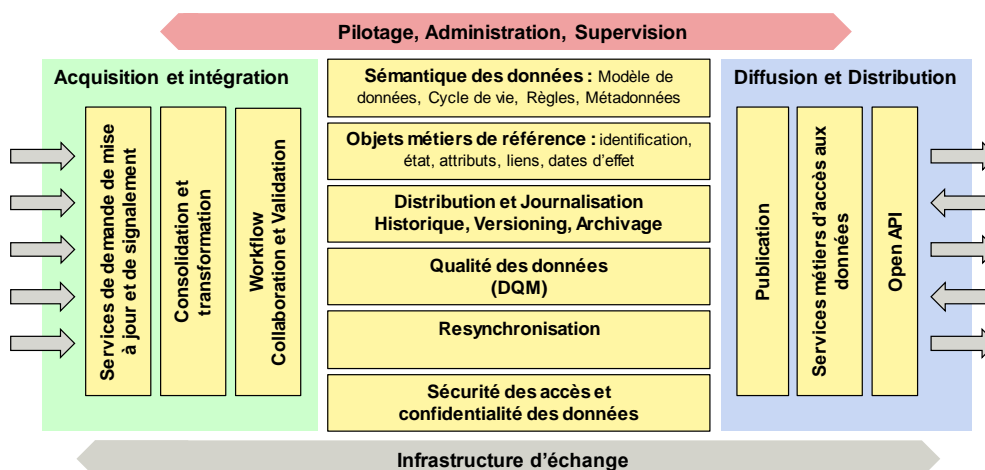 Pilotage, Administration, Supervision
Acquisition et intégration
Services de demande de mise
à jour et de signalement
Consolidation et
transformation
Workflow
Collaboration et Validation
Sémantique des données : Modèle de
données, Cycle de vie, Règles, Métadonnées
Objets métiers de référence : identification,
état, attributs, liens, dates d'effet
Distribution et Journalisation
Historique, Versioning, Archivage
Qualité des données
(DQM)
Resynchronisation
Sécurité des accès et
confidentialité des données
Diffusion et Distribution
Publication
Services métiers d'accès aux
données
Open API
Infrastructure d'échange